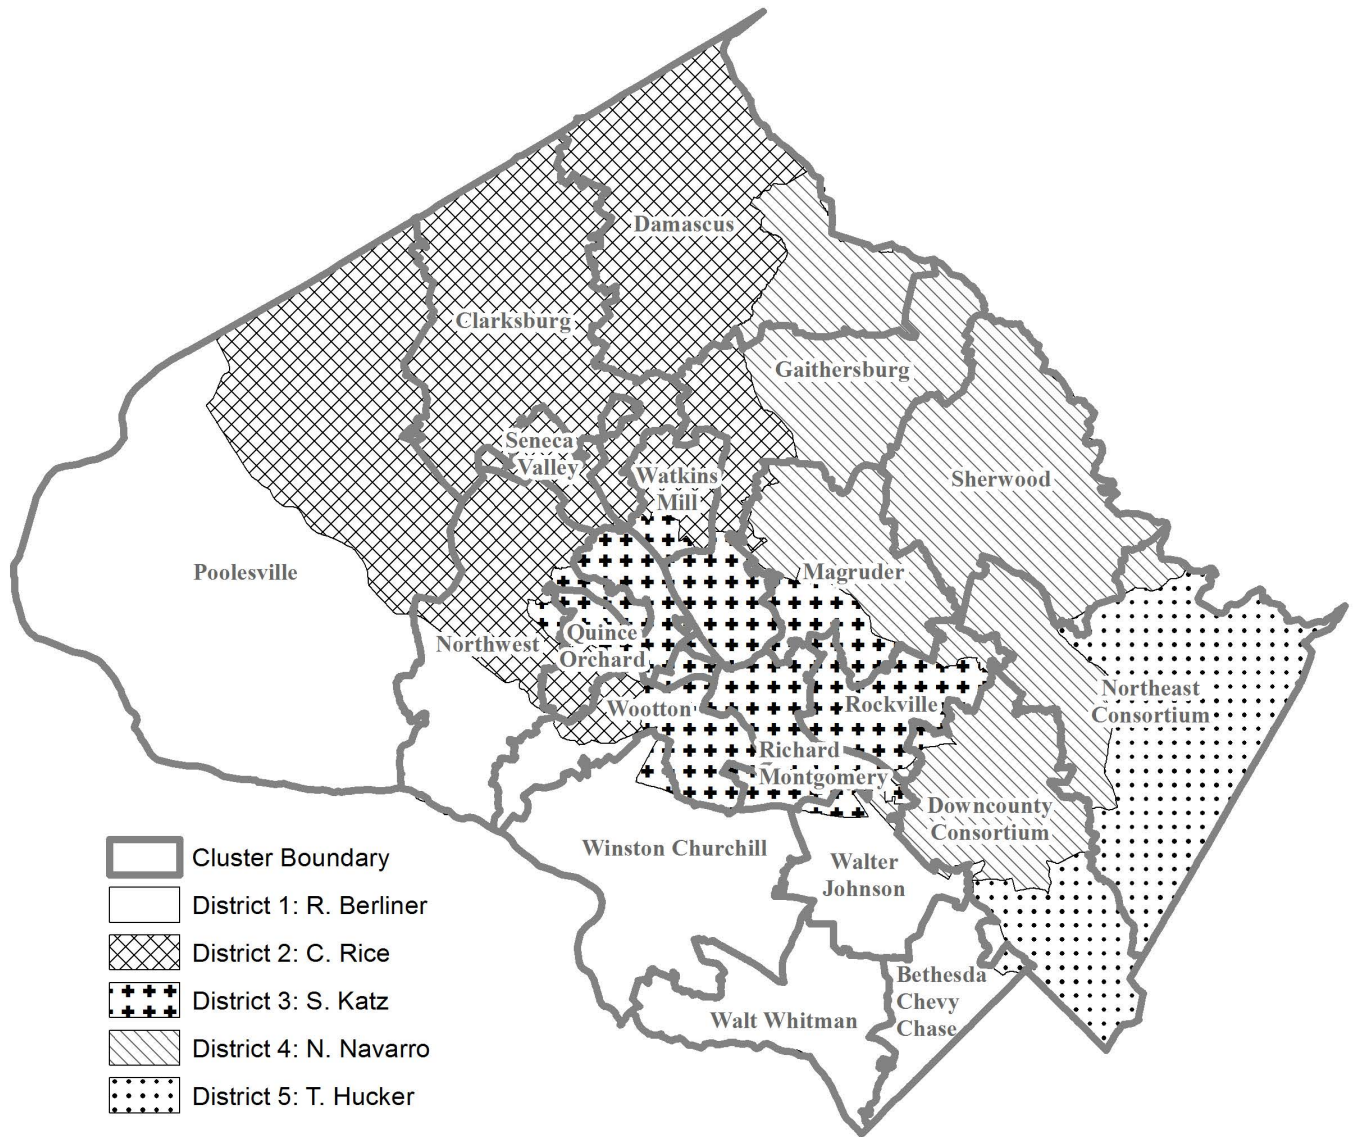 Damascus
Clarksburg
Gaithersburg
Seneca
Valley
Watkins
Mill
Sherwood
Poolesville
Magruder
Northwest
Quince
Orchard
Wootton
Rockville
Northeast
Consortium
Richard
Montgomery
Downcounty
Consortium
Winston Churchill
Walter
Johnson
Bethesda
Chevy
Chase
Walt Whitman
Cluster Boundary
District 1: R. Berliner
District 2: C. Rice
District 3: S. Katz
District 4: N. Navarro
District 5: T. Hucker